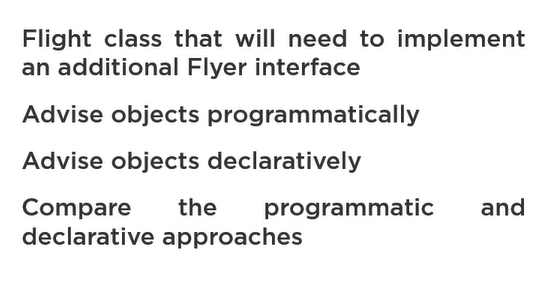 Flight class that will need to implement
an additional Flyer interface
Advise objects programmatically
Advise objects declaratively
Compare the programmatic and
declarative approaches